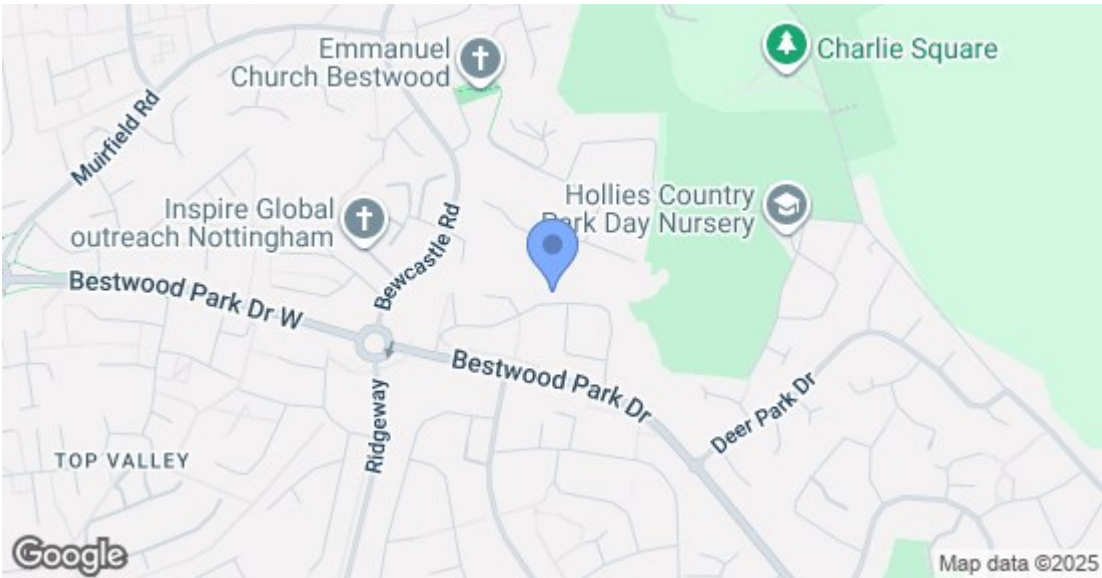 Emmanuel
Church Bestwood
Charlie Square
Muirfield Rd
Hollies Country
Park Day Nursery
Inspire Global
outreach Nottingham
Bewcastle Rd
Bestwood Park Dr W
Bestwood Park Dr
Deer Park Dr
Ridgeway
TOP VALLEY
Google
Map data ©2025